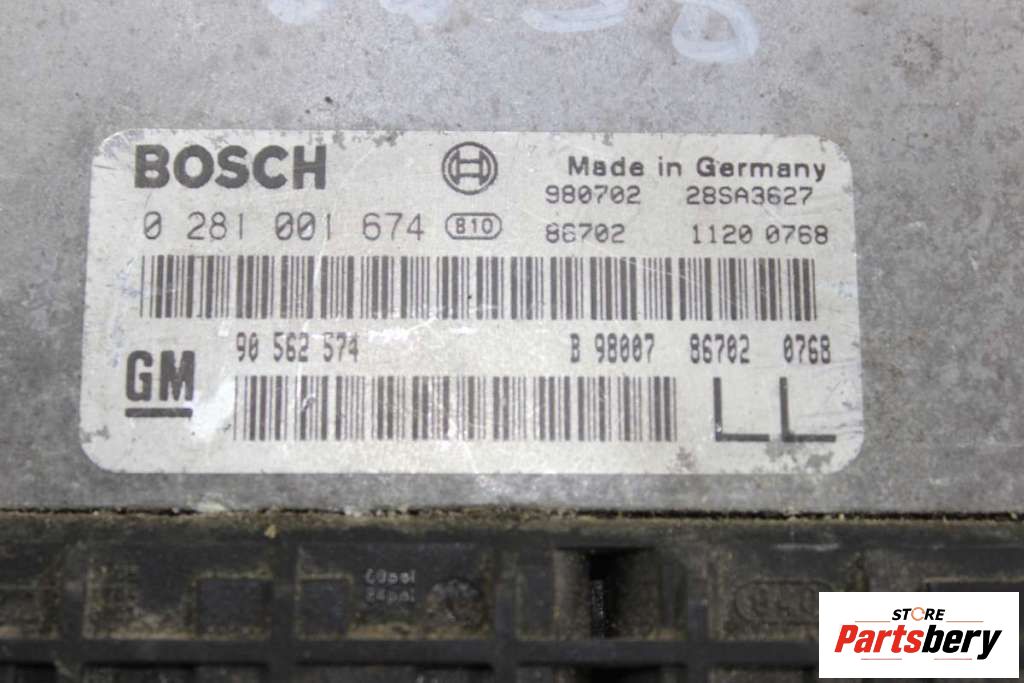 BOSCH
Made in Germany
980702 28SA3627
0 281 001 674 B10 86702 1120 0768
90 562 574 B 98007 86702 0768
GM
LL
STORE
Partsbery